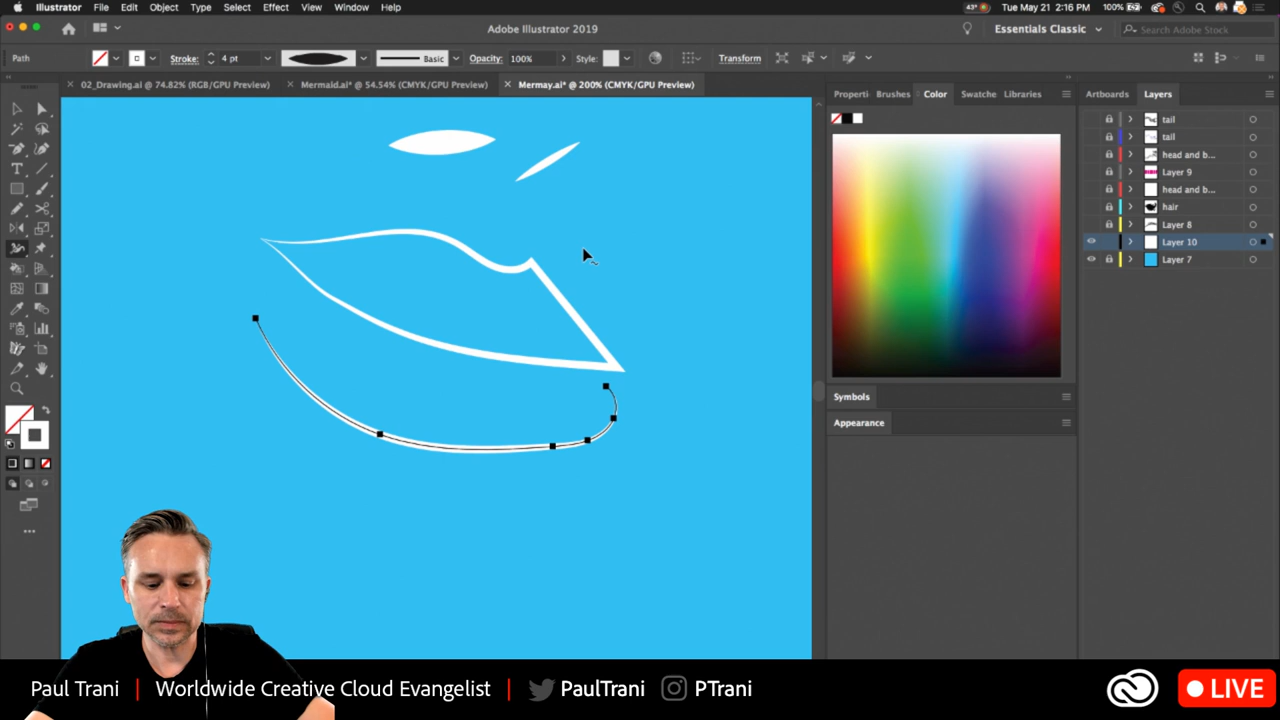 Illustrator File Edit Object Type Select Effect View Window Help 43° Tue May 21 2:16 PM 100%
Adobe Illustrator 2019 Essentials Classic Search Adobe Stock
Path Stroke: 4 pt Basic Opacity: 100% Style: Transform
02_Drawing.ai @ 74.82% (RGB/GPU Preview) Mermaid.ai* @ 54.54% (CMYK/GPU Preview) Mermay.ai* @ 200% (CMYK/GPU Preview)
Properti Brushes Color Swatche Libraries Artboards Layers
tail
tail
head and b...
Layer 9
head and b...
hair
Layer 8
Layer 10
Layer 7
Symbols
Appearance
Paul Trani | Worldwide Creative Cloud Evangelist | PaulTrani PTrani LIVE